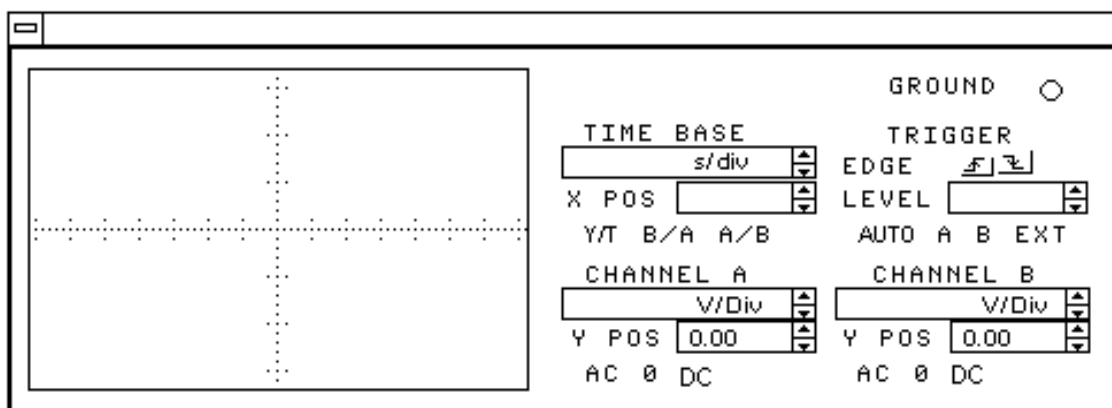 GROUND
TIME BASE
TRIGGER
s/div
EDGE
X POS
LEVEL
Y/T B/A A/B
AUTO A B EXT
CHANNEL A
CHANNEL B
V/Div
V/Div
Y POS 0.00
Y POS 0.00
AC 0 DC
AC 0 DC